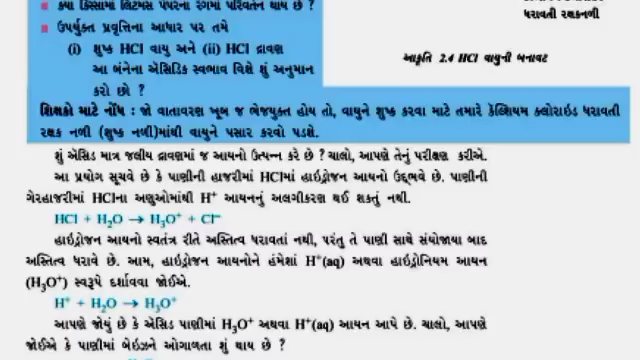 ક્યા કિસ્સામાં લિટમસ પેપરના રંગમાં પરિવર્તન થાય છે ?
ઉપર્યુક્ત પ્રવૃત્તિના આધાર પર તમે
(i) શુષ્ક HCl વાયુ અને (ii) HCl દ્રાવણ
આ બંનેના ઍસિડિક સ્વભાવ વિશે શું અનુમાન
કરો છો ?
ધરાવતી રક્ષકનળી
આકૃતિ 2.4 HCl વાયુની બનાવટ
શિક્ષકો માટે નોંધ : જો વાતાવરણ ખૂબ જ ભેજયુક્ત હોય તો, વાયુને શુષ્ક કરવા માટે તમારે કૅલ્શિયમ ક્લોરાઇડ ધરાવતી
રક્ષક નળી (શુષ્ક નળી)માંથી વાયુને પસાર કરવો પડશે.
શું ઍસિડ માત્ર જલીય દ્રાવણમાં જ આયનો ઉત્પન્ન કરે છે ? ચાલો, આપણે તેનું પરીક્ષણ કરીએ.
આ પ્રયોગ સૂચવે છે કે પાણીની હાજરીમાં HClમાં હાઇડ્રોજન આયનો ઉદ્ભવે છે. પાણીની
ગેરહાજરીમાં HClના અણુઓમાંથી H⁺ આયનનું અલગીકરણ થઈ શકતું નથી.
HCl + H₂O → H₃O⁺ + Cl⁻
હાઇડ્રોજન આયનો સ્વતંત્ર રીતે અસ્તિત્વ ધરાવતાં નથી, પરંતુ તે પાણી સાથે સંયોજાયા બાદ
અસ્તિત્વ ધરાવે છે. આમ, હાઇડ્રોજન આયનોને હંમેશાં H⁺(aq) અથવા હાઇડ્રોનિયમ આયન
(H₃O⁺) સ્વરૂપે દર્શાવવા જોઈએ.
H⁺ + H₂O → H₃O⁺
આપણે જોયું છે કે ઍસિડ પાણીમાં H₃O⁺ અથવા H⁺(aq) આયન આપે છે. ચાલો, આપણે
જોઈએ કે પાણીમાં બેઇઝને ઓગાળતા શું થાય છે ?